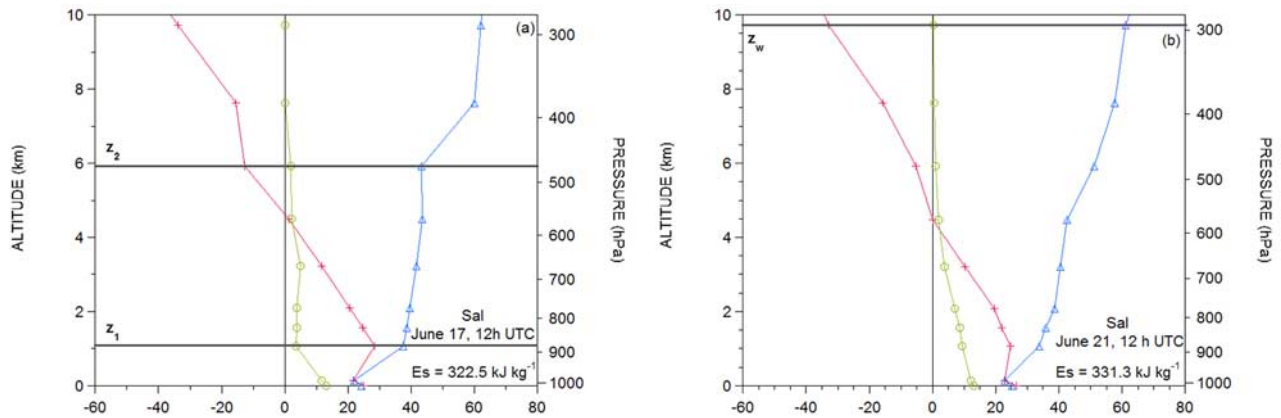 (a)
10
8
6
4
2
0
ALTITUDE (km)
z2
z1
300
400
500
600
700
800
900
1000
PRESSURE (hPa)
Sal
June 17, 12h UTC
Es = 322.5 kJ kg-1
-60 -40 -20 0 20 40 60 80
(b)
10
8
6
4
2
0
ALTITUDE (km)
zw
300
400
500
600
700
800
900
1000
PRESSURE (hPa)
Sal
June 21, 12 h UTC
Es = 331.3 kJ kg-1
-60 -40 -20 0 20 40 60 80